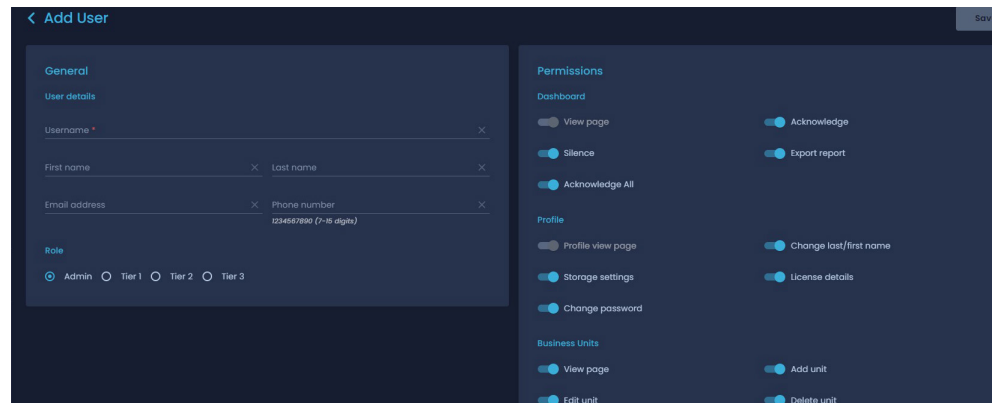 Add User
Sav
General
User details
Username *
First name
Last name
Email address
Phone number
1234567890 (7-15 digits)
Role
Admin
Tier 1
Tier 2
Tier 3
Permissions
Dashboard
View page
Acknowledge
Silence
Export report
Acknowledge All
Profile
Profile view page
Change last/first name
Storage settings
License details
Change password
Business Units
View page
Add unit
Edit unit
Delete unit